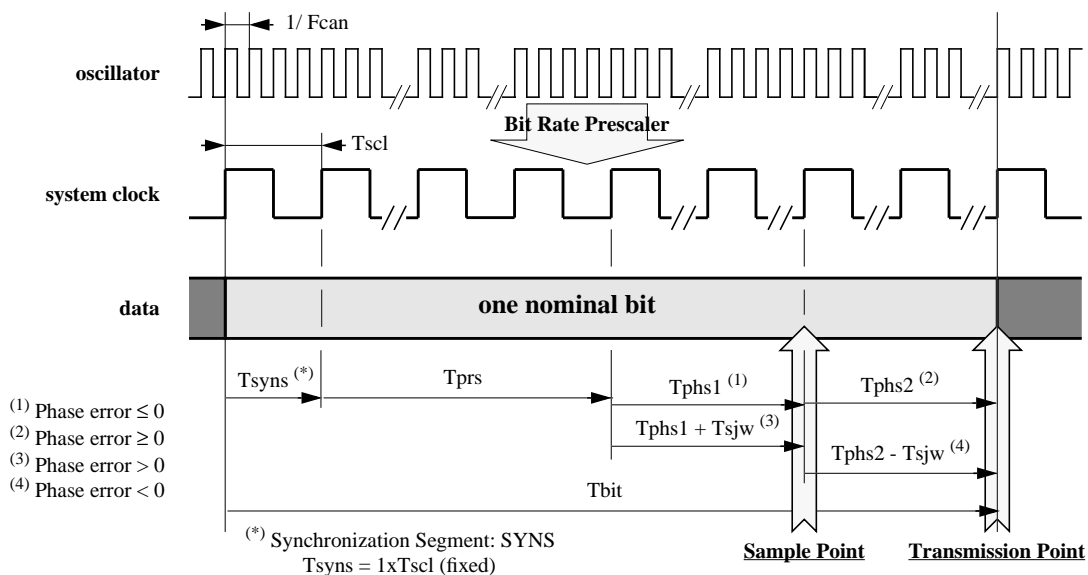 1/ Fcan
oscillator
Bit Rate Prescaler
Tscl
system clock
data
one nominal bit
Tsyns (*)
Tprs
Tphs1 (1)
Tphs2 (2)
Tphs1 + Tsjw (3)
Tphs2 - Tsjw (4)
(1) Phase error ≤ 0
(2) Phase error ≥ 0
(3) Phase error > 0
(4) Phase error < 0
Tbit
(*) Synchronization Segment: SYNS
Tsyns = 1xTscl (fixed)
Sample Point
Transmission Point